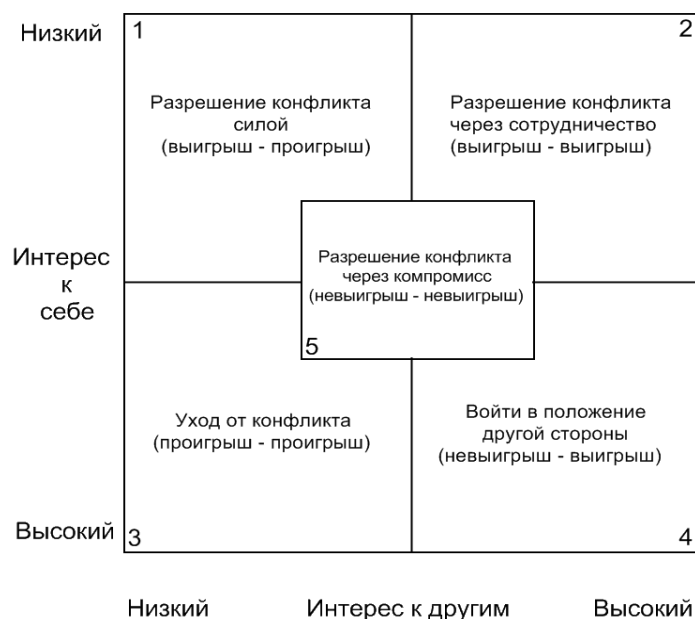 Низкий
1
2
Разрешение конфликта
силой
(выигрыш - проигрыш)
Разрешение конфликта
через сотрудничество
(выигрыш - выигрыш)
Интерес
к
себе
Разрешение конфликта
через компромисс
(невыигрыш - невыигрыш)
5
Уход от конфликта
(проигрыш - проигрыш)
Войти в положение
другой стороны
(невыигрыш - выигрыш)
Высокий
3
4
Низкий Интерес к другим Высокий